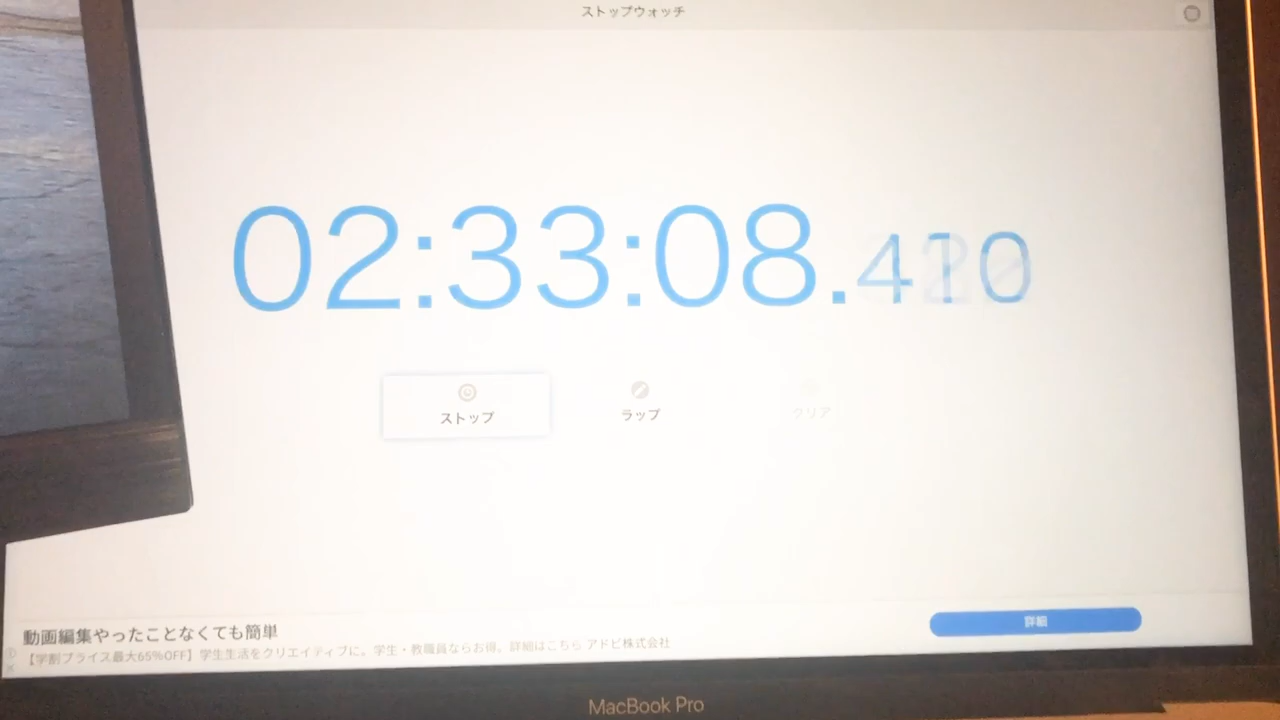 ストップウォッチ
02:33:08.410
ストップ
ラップ
クリア
動画編集やったことなくても簡単
【学割プライス最大65%OFF】学生生活をクリエイティブに。学生・教職員ならお得。詳細はこちら アドビ株式会社
詳細
MacBook Pro